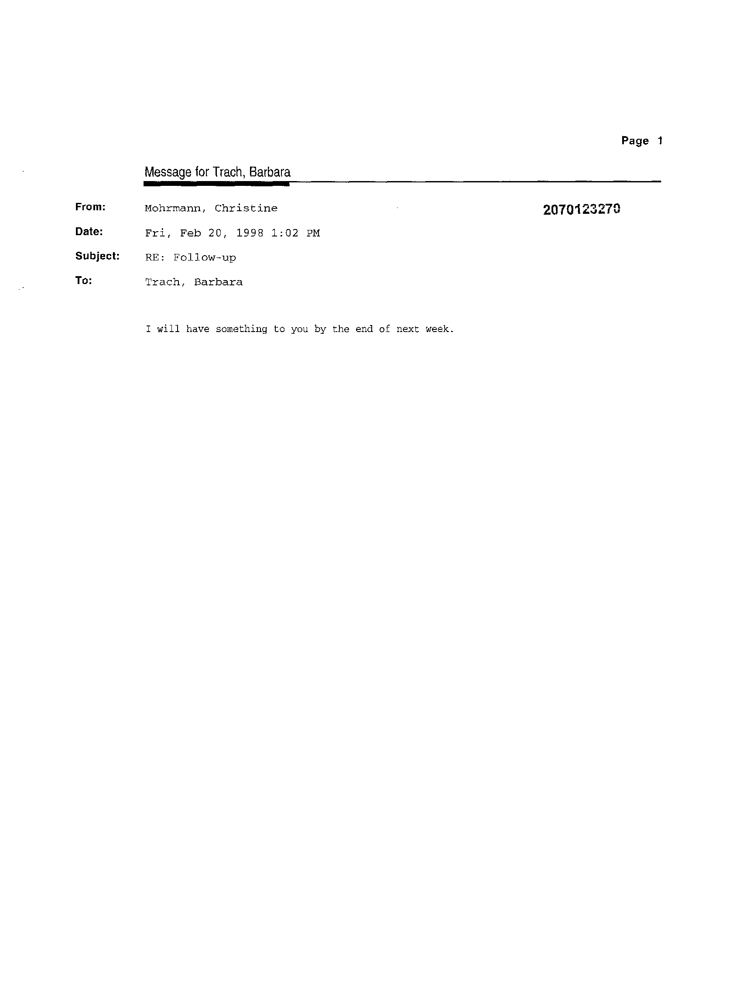 Page 1
Message for Trach, Barbara
From: Mohrmann, Christine 2070123270
Date: Fri, Feb 20, 1998 1:02 PM
Subject: RE: Follow-up
To: Trach, Barbara
I will have something to you by the end of next week.